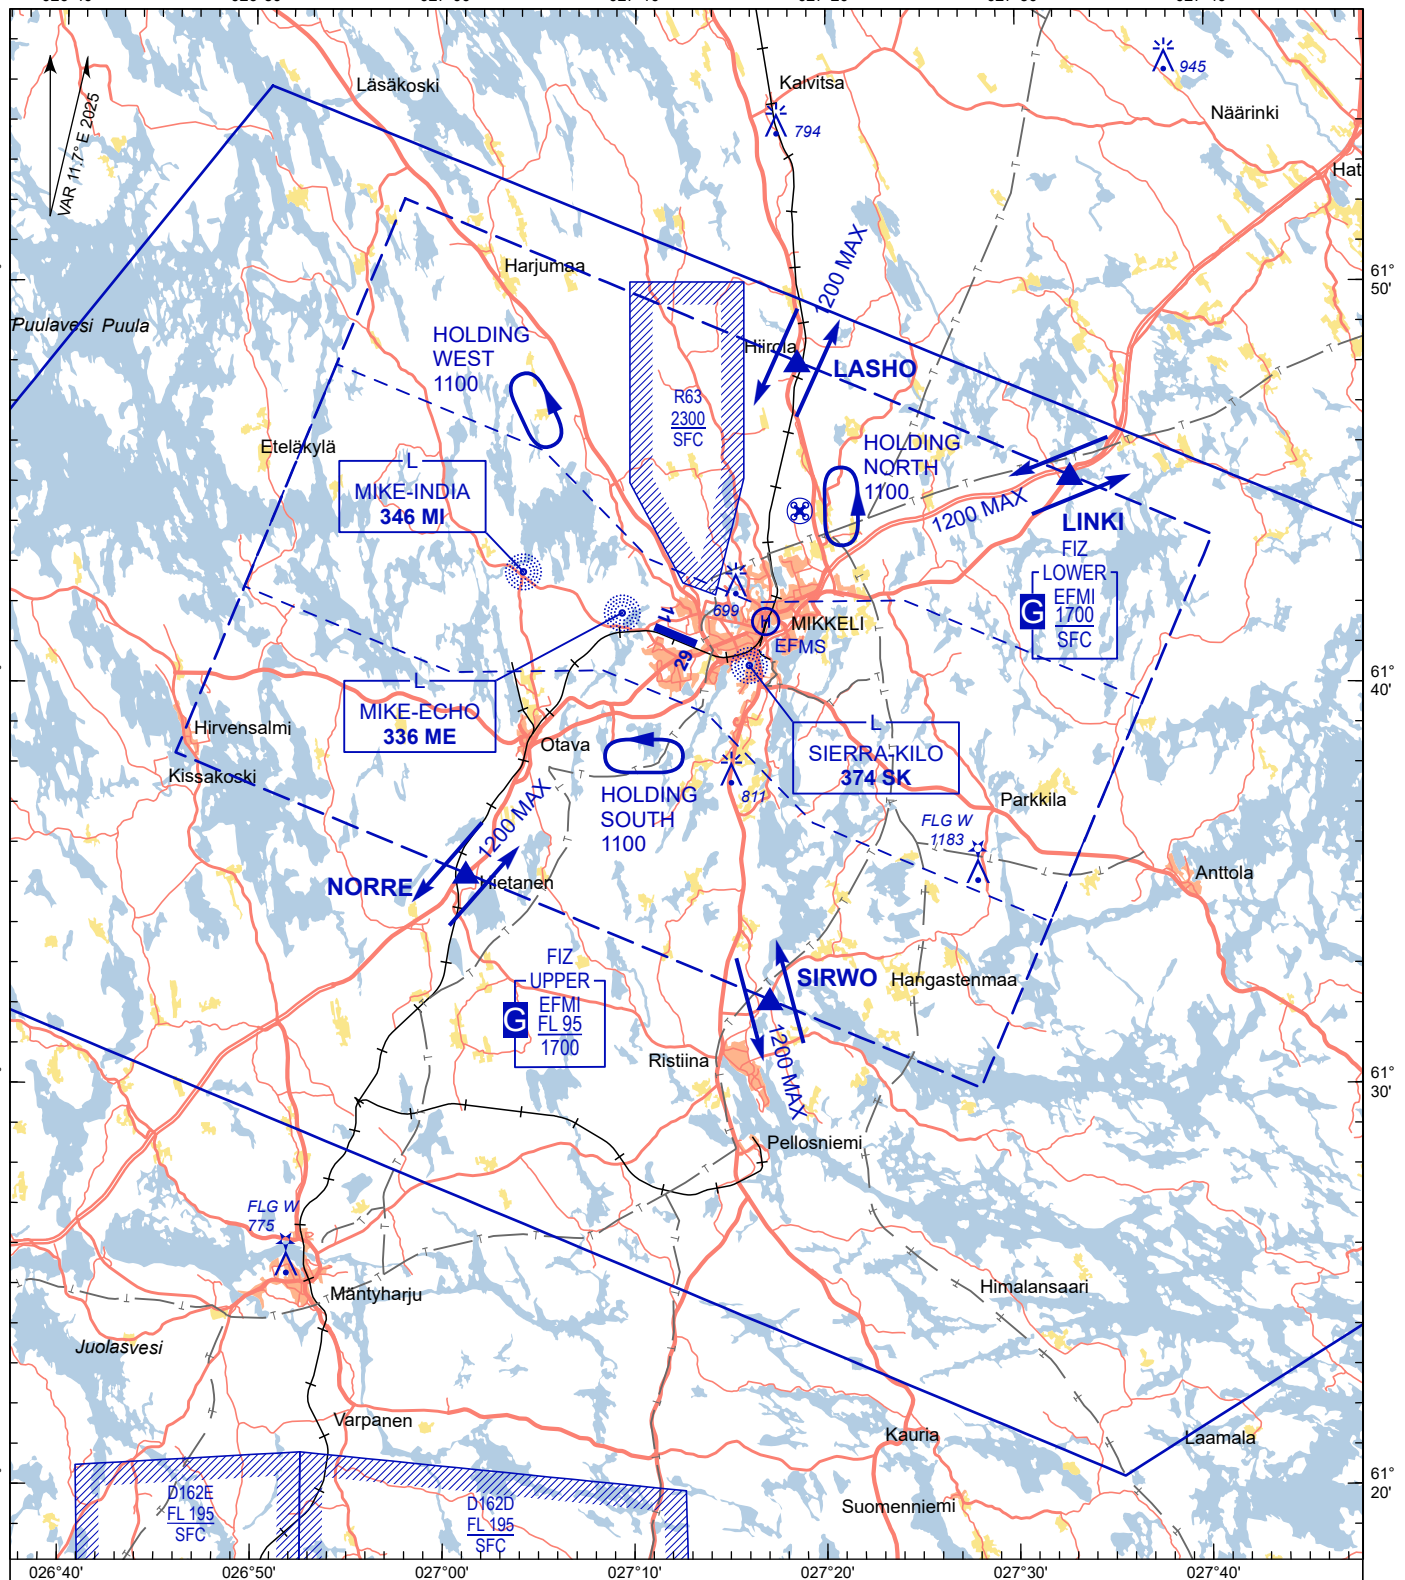 VAR 11.7° E 2025
Läsäkoski
Kalvitsa
945
Näärinki
794
Hat
Harjumaa
1200 MAX
61°
50'
Puulavesi Puula
HOLDING
WEST
1100
Hiirola
LASHO
R63
2300
SFC
Eteläkylä
HOLDING
NORTH
1100
L
MIKE-INDIA
346 MI
1200 MAX
LINKI
FIZ
LOWER
EFMI
1700
SFC
G
699
11
29
MIKKELI
H
EFMS
61°
40'
L
MIKE-ECHO
336 ME
Hirvensalmi
Otava
Kissakoski
L
SIERRA-KILO
374 SK
HOLDING
SOUTH
1100
811
Parkkila
FLG W
1183
1200 MAX
NORRE
Hietanen
Anttola
FIZ
UPPER
EFMI
FL 95
1700
G
SIRWO
Hangastenmaa
1200 MAX
Ristiina
61°
30'
Pellosniemi
FLG W
775
Mäntyharju
Himalansaari
Juolasvesi
Varpanen
Kauria
Laamala
61°
20'
D162E
FL 195
SFC
D162D
FL 195
SFC
Suomenniemi
026°40' 026°50' 027°00' 027°10' 027°20' 027°30' 027°40'